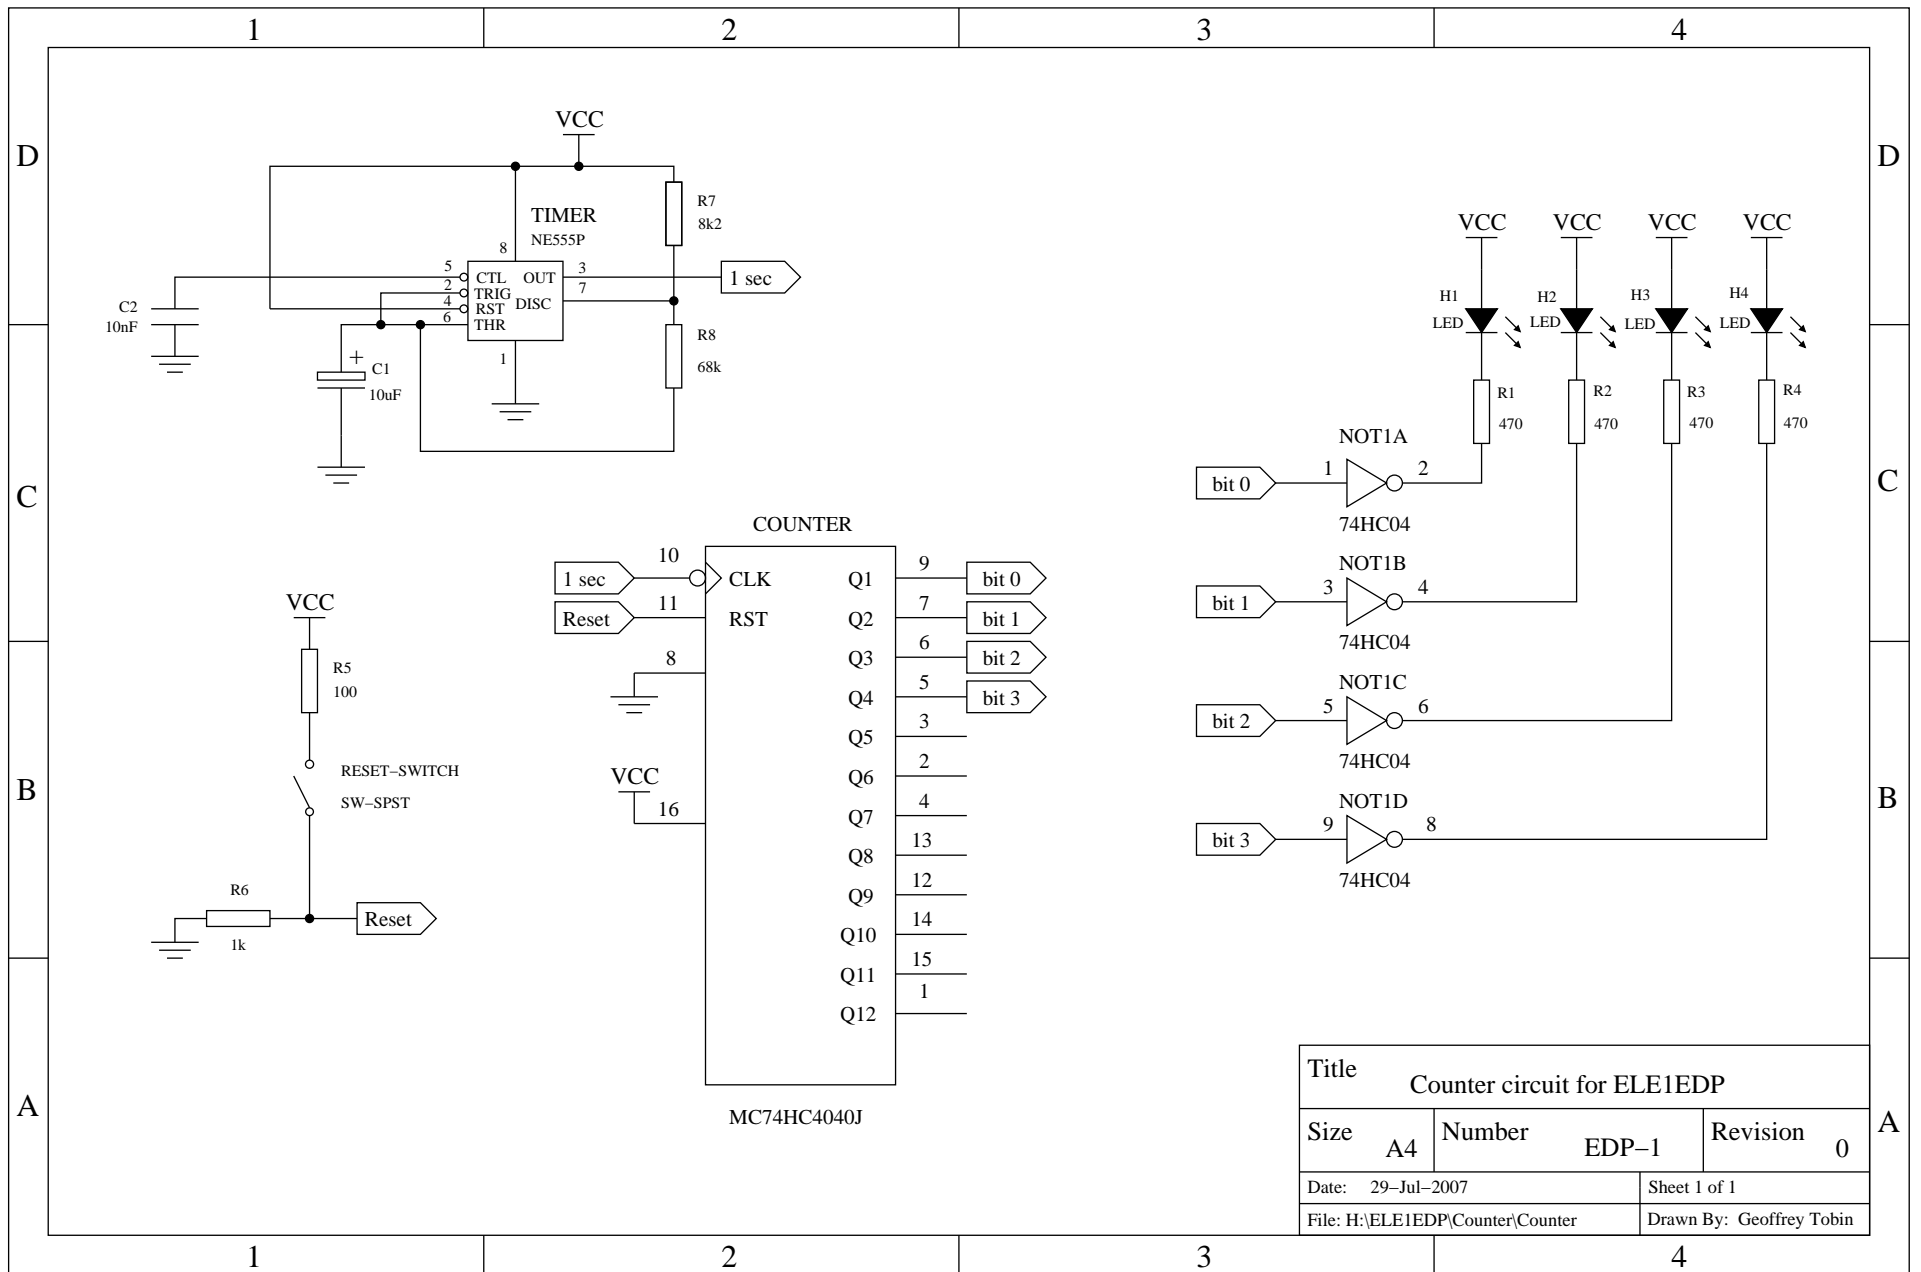 1 2 3 4
D
D
C
C
B
B
A
A
1 2 3 4
VCC
TIMER
NE555P
R7
8k2
8
5
2
4
6
CTL
TRIG
RST
THR
OUT
DISC
3
7
1
1 sec
C2
10nF
C1
+
10uF
R8
68k
VCC VCC VCC VCC
H1
LED
H2
LED
H3
LED
H4
LED
R1
470
R2
470
R3
470
R4
470
NOT1A
bit 0
1 2
74HC04
NOT1B
bit 1
3 4
74HC04
NOT1C
bit 2
5 6
74HC04
NOT1D
bit 3
9 8
74HC04
VCC
R5
100
RESET–SWITCH
SW–SPST
R6
1k
Reset
COUNTER
1 sec
10
CLK
Reset
11
RST
8
VCC
16
Q1 9 bit 0
Q2 7 bit 1
Q3 6 bit 2
Q4 5 bit 3
Q5 3
Q6 2
Q7 4
Q8 13
Q9 12
Q10 14
Q11 15
Q12 1
MC74HC4040J
Title
Counter circuit for ELE1EDP
Size A4
Number EDP–1
Revision 0
Date: 29–Jul–2007
Sheet 1 of 1
File: H:\ELE1EDP\Counter\Counter
Drawn By: Geoffrey Tobin